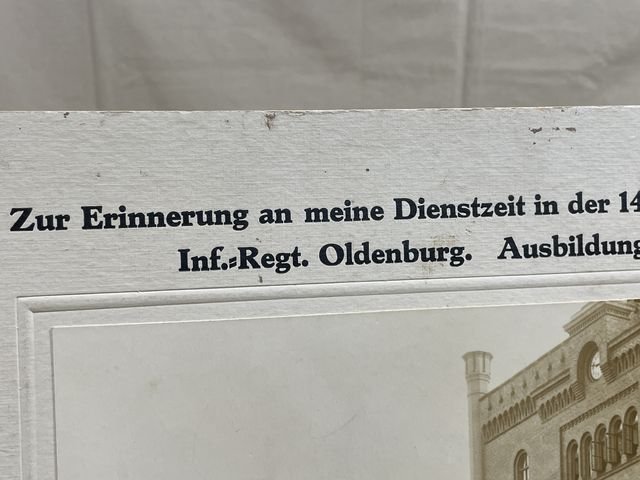 Zur Erinnerung an meine Dienstzeit in der 14
Inf.-Regt. Oldenburg. Ausbildung